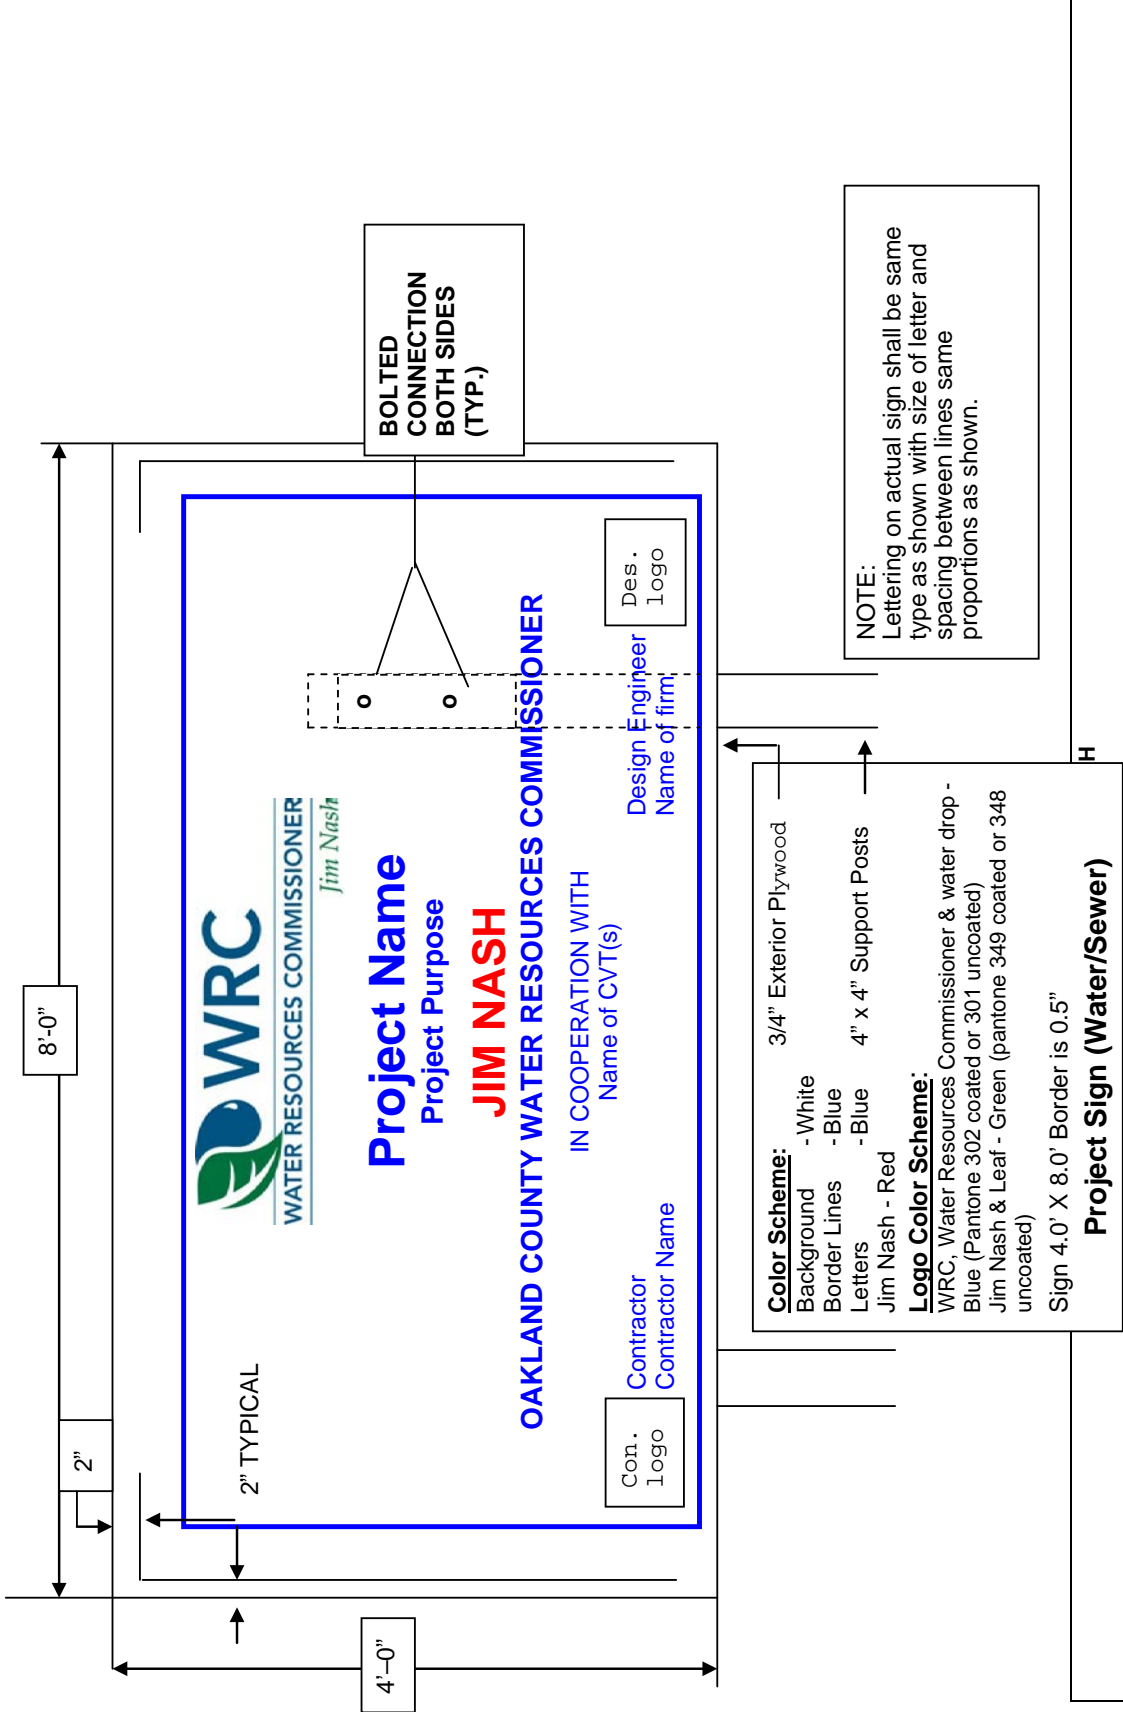 8'-0"
2"
2" TYPICAL
4'–0"
WRC
WATER RESOURCES COMMISSIONER
Jim Nash
Project Name
Project Purpose
JIM NASH
OAKLAND COUNTY WATER RESOURCES COMMISSIONER
IN COOPERATION WITH
Name of CVT(s)
Con.
logo
Contractor
Contractor Name
Design Engineer
Name of firm
Des.
logo
o
o
BOLTED
CONNECTION
BOTH SIDES
(TYP.)
Color Scheme:
Background - White
Border Lines - Blue
Letters - Blue
Jim Nash - Red
3/4" Exterior Plywood
4" x 4" Support Posts
Logo Color Scheme:
WRC, Water Resources Commissioner & water drop -
Blue (Pantone 302 coated or 301 uncoated)
Jim Nash & Leaf - Green (pantone 349 coated or 348
uncoated)
Sign 4.0' X 8.0' Border is 0.5"
Project Sign (Water/Sewer)
H
NOTE:
Lettering on actual sign shall be same
type as shown with size of letter and
spacing between lines same
proportions as shown.